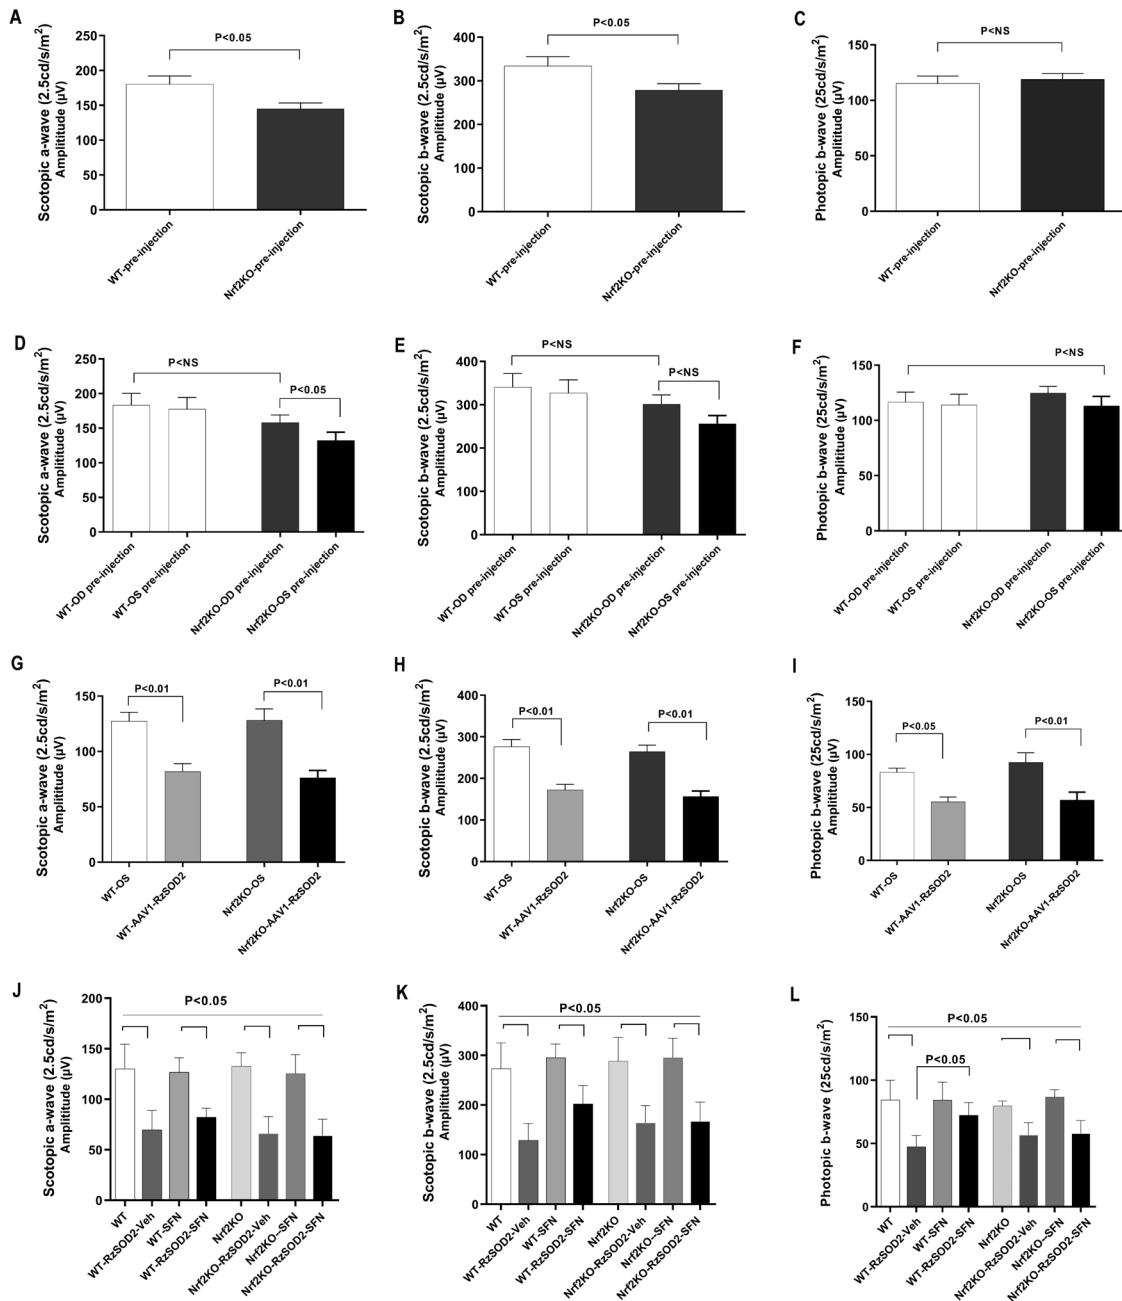 A
Scotopic a-wave (2.5cd/s/m²)
Amplititude (µV)
250
200
150
100
50
0
P<0.05
WT-pre-injection
Nrf2KO-pre-injection
B
Scotopic b-wave (2.5cd/s/m²)
Amplititude (µV)
400
300
200
100
0
P<0.05
WT-pre-injection
Nrf2KO-pre-injection
C
Photopic b-wave (25cd/s/m²)
Amplititude (µV)
150
100
50
0
P<NS
WT-pre-injection
Nrf2KO-pre-injection
D
Scotopic a-wave (2.5cd/s/m²)
Amplititude (µV)
250
200
150
100
50
0
P<NS
P<0.05
WT-OD pre-injection
WT-OS pre-injection
Nrf2KO-OD pre-injection
Nrf2KO-OS pre-injection
E
Scotopic b-wave (2.5cd/s/m²)
Amplititude (µV)
400
300
200
100
0
P<NS
P<NS
WT-OD pre-injection
WT-OS pre-injection
Nrf2KO-OD pre-injection
Nrf2KO-OS pre-injection
F
Photopic b-wave (25cd/s/m²)
Amplititude (µV)
150
100
50
0
P<NS
WT-OD pre-injection
WT-OS pre-injection
Nrf2KO-OD pre-injection
Nrf2KO-OS pre-injection
G
Scotopic a-wave (2.5cd/s/m²)
Amplititude (µV)
150
100
50
0
P<0.01
P<0.01
WT-OS
WT-AAV1-RzSOD2
Nrf2KO-OS
Nrf2KO-AAV1-RzSOD2
H
Scotopic b-wave (2.5cd/s/m²)
Amplititude (µV)
400
300
200
100
0
P<0.01
P<0.01
WT-OS
WT-AAV1-RzSOD2
Nrf2KO-OS
Nrf2KO-AAV1-RzSOD2
I
Photopic b-wave (25cd/s/m²)
Amplititude (µV)
150
100
50
0
P<0.05
P<0.01
WT-OS
WT-AAV1-RzSOD2
Nrf2KO-OS
Nrf2KO-AAV1-RzSOD2
J
Scotopic a-wave (2.5cd/s/m²)
Amplititude (µV)
200
150
100
50
0
P<0.05
WT
WT-RzSOD2-Veh
WT-SFN
WT-RzSOD2-SFN
Nrf2KO
Nrf2KO-RzSOD2-Veh
Nrf2KO--SFN
Nrf2KO-RzSOD2-SFN
K
Scotopic b-wave (2.5cd/s/m²)
Amplititude (µV)
400
300
200
100
0
P<0.05
WT
WT-RzSOD2-Veh
WT-SFN
WT-RzSOD2-SFN
Nrf2KO
Nrf2KO-RzSOD2-Veh
Nrf2KO--SFN
Nrf2KO-RzSOD2-SFN
L
Photopic b-wave (25cd/s/m²)
150
100
50
0
P<0.05
P<0.05
WT
WT-RzSOD2-Veh
WT-SFN
WT-RzSOD2-SFN
Nrf2KO
Nrf2KO-RzSOD2-Veh
Nrf2KO--SFN
Nrf2KO-RzSOD2-SFN